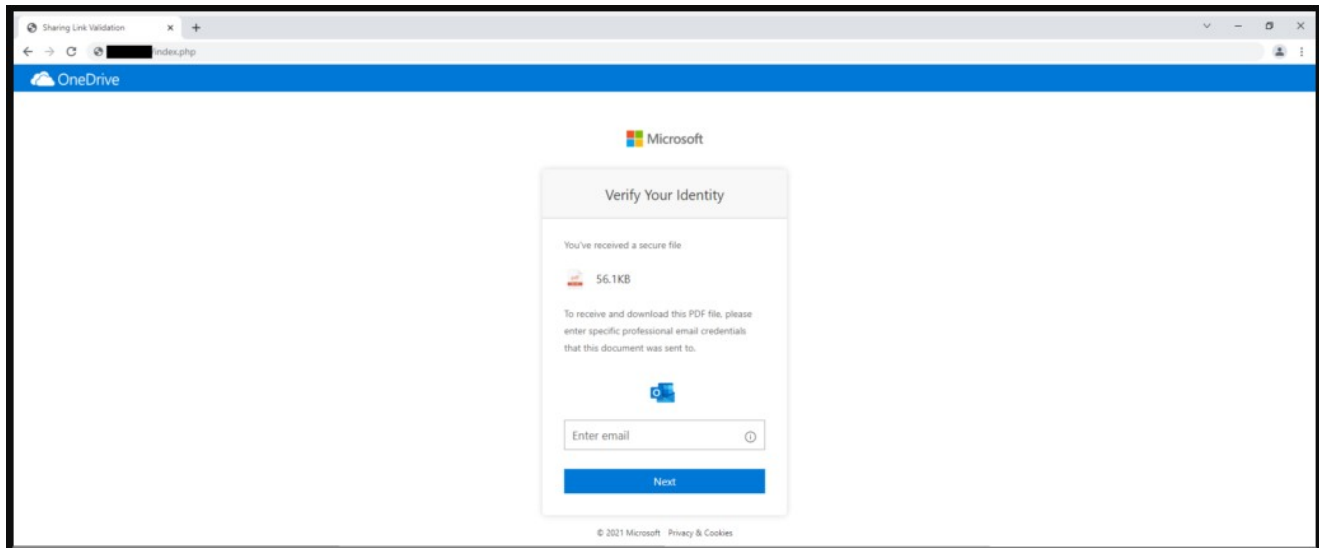 Sharing Link Validation
/index.php
OneDrive
Microsoft
Verify Your Identity
You've received a secure file
56.1KB
To receive and download this PDF file, please
enter specific professional email credentials
that this document was sent to.
Enter email
Next
© 2021 Microsoft Privacy & Cookies